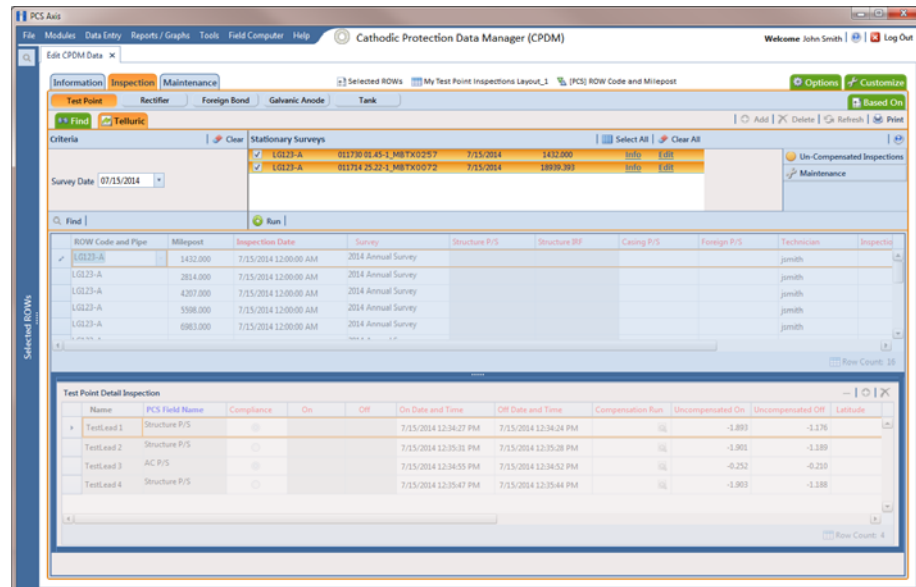 PCS Axis
File Modules Data Entry Reports / Graphs Tools Field Computer Help Cathodic Protection Data Manager (CPDM) Welcome John Smith Log Out
Edit CPDM Data ×
Information Inspection Maintenance Selected ROWs My Test Point Inspections Layout_1 [PCS] ROW Code and Milepost Options Customize
Test Point Rectifier Foreign Bond Galvanic Anode Tank Based On
Find Telluric Add Delete Refresh Print
Criteria Clear Stationary Surveys Select All Clear All
LG123-A 011730 01.45-1_MBTX0257 7/15/2014 1432.000 Info Edit Un-Compensated Inspections
LG123-A 011714 25.22-1_MBTX0072 7/15/2014 18939.393 Info Edit Maintenance
Survey Date 07/15/2014
Find Run
ROW Code and Pipe Milepost Inspection Date Survey Structure P/S Structure IRF Casing P/S Foreign P/S Technician Inspectio
LG123-A 1432.000 7/15/2014 12:00:00 AM 2014 Annual Survey jsmith
LG123-A 2814.000 7/15/2014 12:00:00 AM 2014 Annual Survey jsmith
LG123-A 4207.000 7/15/2014 12:00:00 AM 2014 Annual Survey jsmith
LG123-A 5598.000 7/15/2014 12:00:00 AM 2014 Annual Survey jsmith
LG123-A 6983.000 7/15/2014 12:00:00 AM 2014 Annual Survey jsmith
Selected ROWs
Row Count: 16
Test Point Detail Inspection
Name PCS Field Name Compliance On Off On Date and Time Off Date and Time Compensation Run Uncompensated On Uncompensated Off Latitude
TestLead 1 Structure P/S 7/15/2014 12:34:27 PM 7/15/2014 12:34:24 PM -1.893 -1.176
TestLead 2 Structure P/S 7/15/2014 12:35:31 PM 7/15/2014 12:35:28 PM -1.901 -1.189
TestLead 3 AC P/S 7/15/2014 12:34:55 PM 7/15/2014 12:34:52 PM -0.252 -0.210
TestLead 4 Structure P/S 7/15/2014 12:35:47 PM 7/15/2014 12:35:44 PM -1.903 -1.188
Row Count: 4